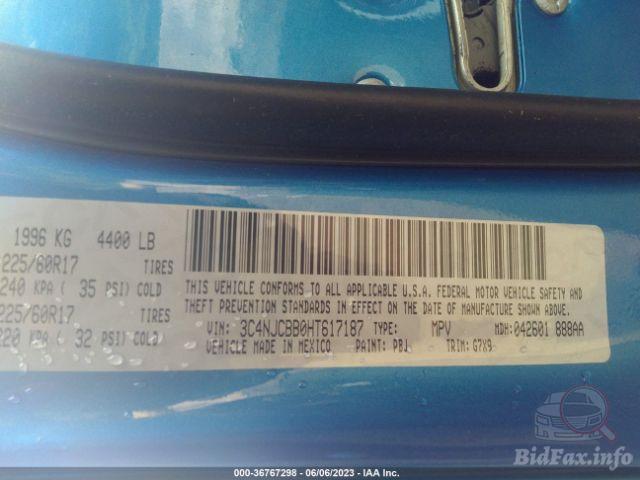 1996 KG 4400 LB
225/60R17 TIRES
240 KPA ( 35 PSI) COLD
225/60R17 TIRES
220 KPA ( 32 PSI) COLD
THIS VEHICLE CONFORMS TO ALL APPLICABLE U.S.A. FEDERAL MOTOR VEHICLE SAFETY AND
THEFT PREVENTION STANDARDS IN EFFECT ON THE DATE OF MANUFACTURE SHOWN ABOVE.
VIN: 3C4NJCBB0HT617187 TYPE: MPV MDH: 042601 888AA
VEHICLE MADE IN MEXICO PAINT: PBJ TRIM: G7X9
BidFax.info
000-36767298 - 06/06/2023 - IAA Inc.